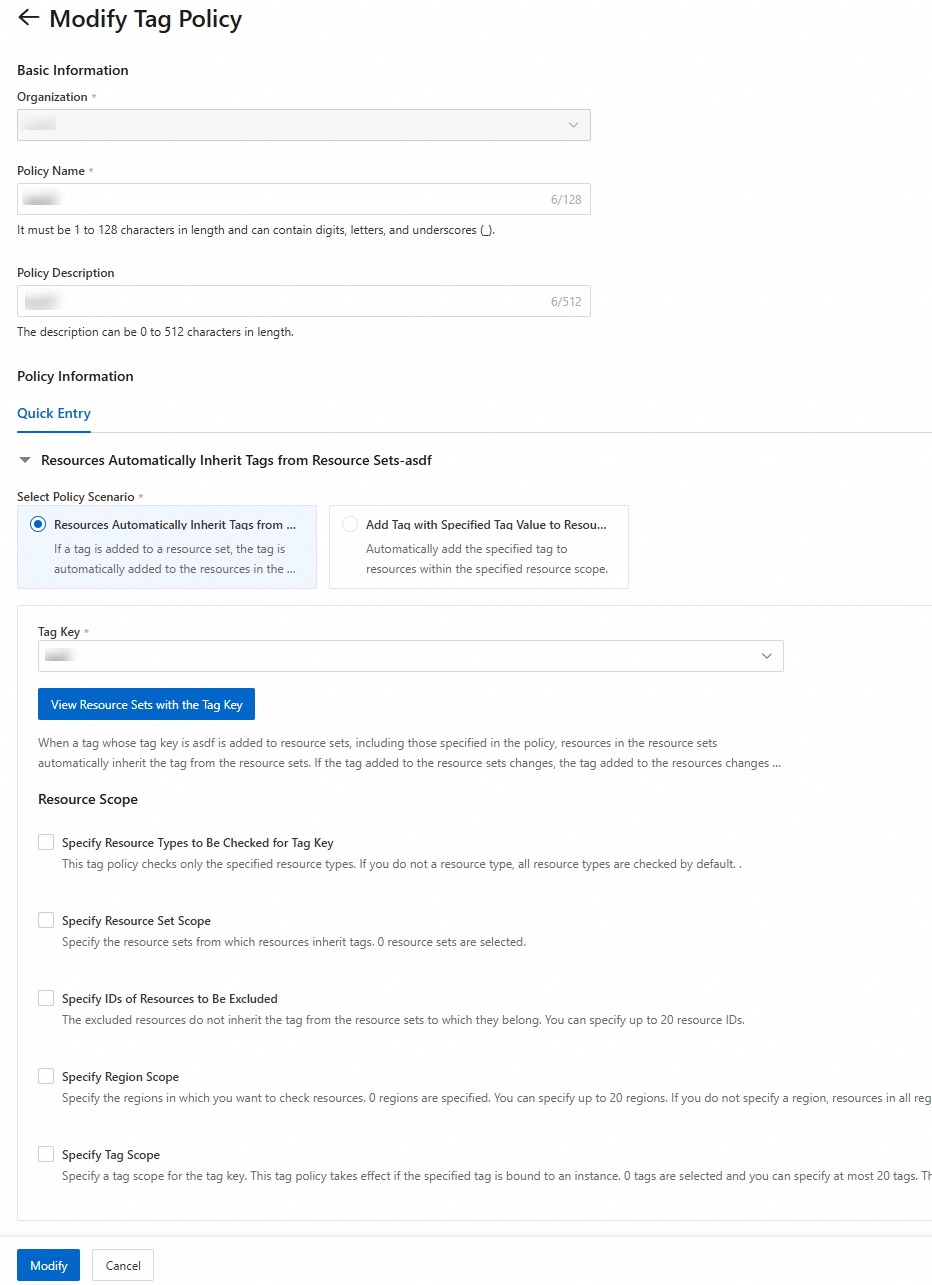 Modify Tag Policy
Basic Information
Organization *
Policy Name *
6/128
It must be 1 to 128 characters in length and can contain digits, letters, and underscores (_).
Policy Description
6/512
The description can be 0 to 512 characters in length.
Policy Information
Quick Entry
Resources Automatically Inherit Tags from Resource Sets-asdf
Select Policy Scenario *
Resources Automatically Inherit Tags from ...
If a tag is added to a resource set, the tag is
automatically added to the resources in the ...
Add Tag with Specified Tag Value to Resou...
Automatically add the specified tag to
resources within the specified resource scope.
Tag Key *
View Resource Sets with the Tag Key
When a tag whose tag key is asdf is added to resource sets, including those specified in the policy, resources in the resource sets
automatically inherit the tag from the resource sets. If the tag added to the resource sets changes, the tag added to the resources changes ...
Resource Scope
Specify Resource Types to Be Checked for Tag Key
This tag policy checks only the specified resource types. If you do not a resource type, all resource types are checked by default. .
Specify Resource Set Scope
Specify the resource sets from which resources inherit tags. 0 resource sets are selected.
Specify IDs of Resources to Be Excluded
The excluded resources do not inherit the tag from the resource sets to which they belong. You can specify up to 20 resource IDs.
Specify Region Scope
Specify the regions in which you want to check resources. 0 regions are specified. You can specify up to 20 regions. If you do not specify a region, resources in all reg
Specify Tag Scope
Specify a tag scope for the tag key. This tag policy takes effect if the specified tag is bound to an instance. 0 tags are selected and you can specify at most 20 tags. Th
Modify
Cancel